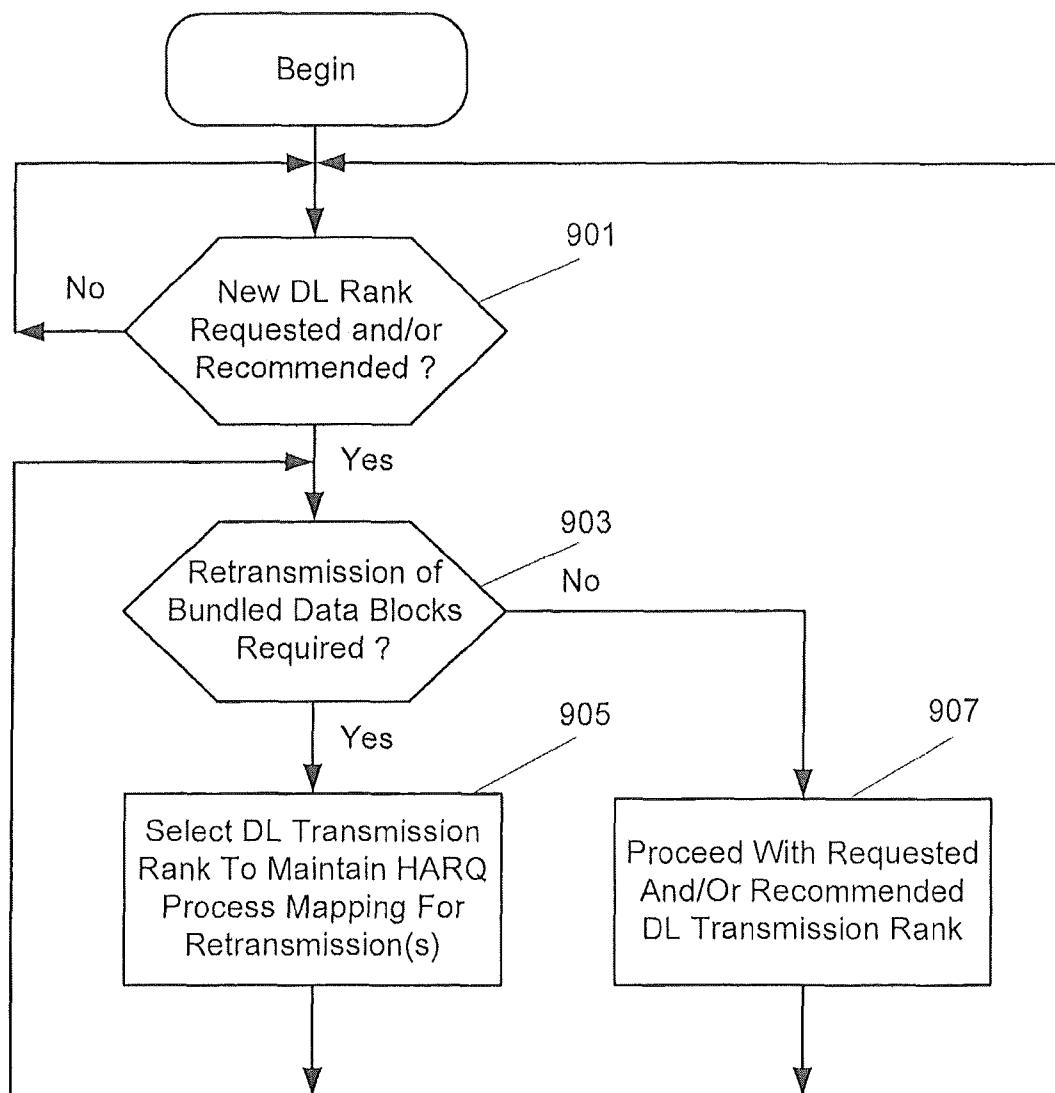 Begin
901
New DL Rank
Requested and/or
Recommended ?
No
Yes
903
Retransmission of
Bundled Data Blocks
Required ?
No
Yes
905
Select DL Transmission
Rank To Maintain HARQ
Process Mapping For
Retransmission(s)
907
Proceed With Requested
And/Or Recommended
DL Transmission Rank